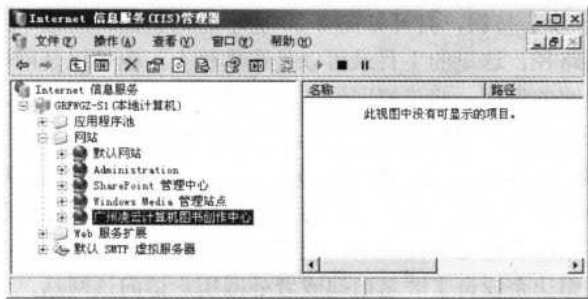 Internet 信息服务(IIS)管理器
文件(F) 操作(A) 查看(V) 窗口(W) 帮助(H)
Internet 信息服务
GRFWGZ-S1(本地计算机)
应用程序池
网站
默认网站
Administration
SharePoint 管理中心
Windows Media 管理站点
广州凌云计算机图书创作中心
Web 服务扩展
默认 SMTP 虚拟服务器
名称 路径
此视图中没有可显示的项目。